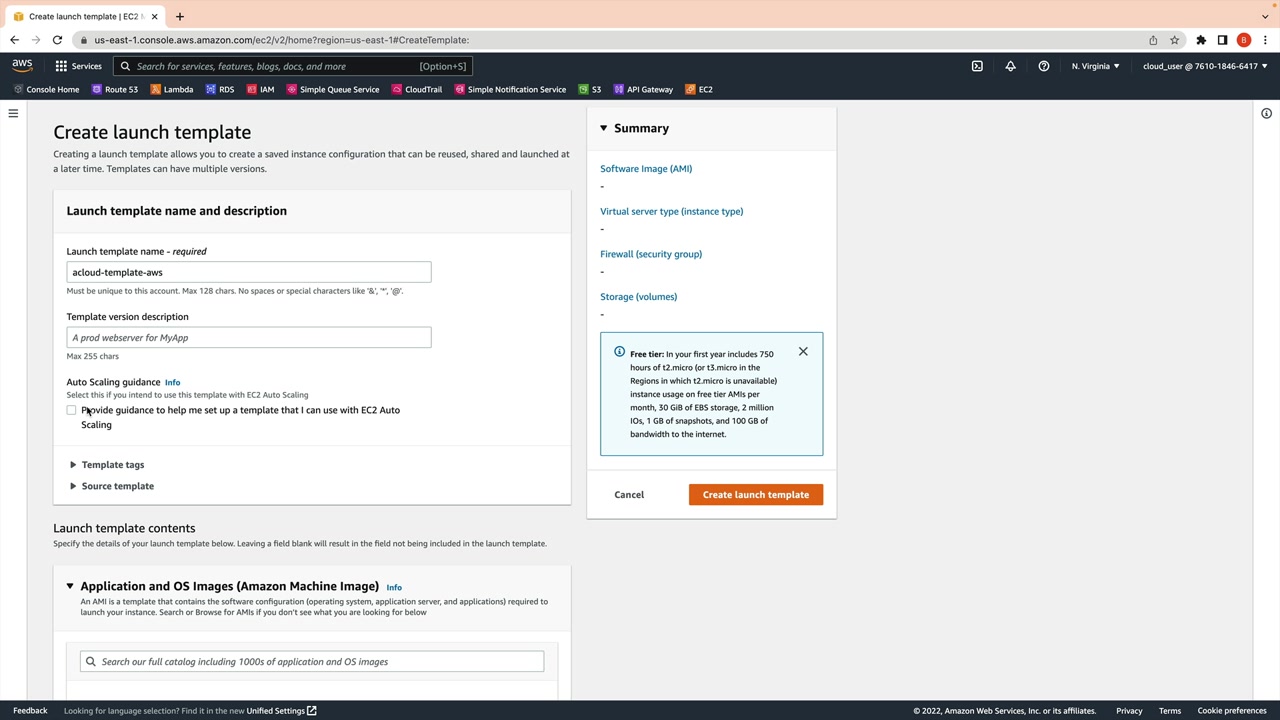 Create launch template | EC2 M
us-east-1.console.aws.amazon.com/ec2/v2/home?region=us-east-1#CreateTemplate:
B
aws
Services
Search for services, features, blogs, docs, and more
[Option+S]
N. Virginia
cloud_user @ 7610-1846-6417
Console Home
Route 53
Lambda
RDS
IAM
Simple Queue Service
CloudTrail
Simple Notification Service
S3
API Gateway
EC2
Create launch template
Creating a launch template allows you to create a saved instance configuration that can be reused, shared and launched at
a later time. Templates can have multiple versions.
Launch template name and description
Launch template name - required
acloud-template-aws
Must be unique to this account. Max 128 chars. No spaces or special characters like '&', '*', '@'.
Template version description
A prod webserver for MyApp
Max 255 chars
Auto Scaling guidance Info
Select this if you intend to use this template with EC2 Auto Scaling
Provide guidance to help me set up a template that I can use with EC2 Auto
Scaling
Template tags
Source template
Launch template contents
Specify the details of your launch template below. Leaving a field blank will result in the field not being included in the launch template.
Application and OS Images (Amazon Machine Image) Info
An AMI is a template that contains the software configuration (operating system, application server, and applications) required to
launch your instance. Search or Browse for AMIs if you don't see what you are looking for below
Search our full catalog including 1000s of application and OS images
Summary
Software Image (AMI)
-
Virtual server type (instance type)
-
Firewall (security group)
-
Storage (volumes)
-
Free tier: In your first year includes 750
hours of t2.micro (or t3.micro in the
Regions in which t2.micro is unavailable)
instance usage on free tier AMIs per
month, 30 GiB of EBS storage, 2 million
IOs, 1 GB of snapshots, and 100 GB of
bandwidth to the internet.
Cancel
Create launch template
Feedback
Looking for language selection? Find it in the new Unified Settings
© 2022, Amazon Web Services, Inc. or its affiliates.
Privacy
Terms
Cookie preferences